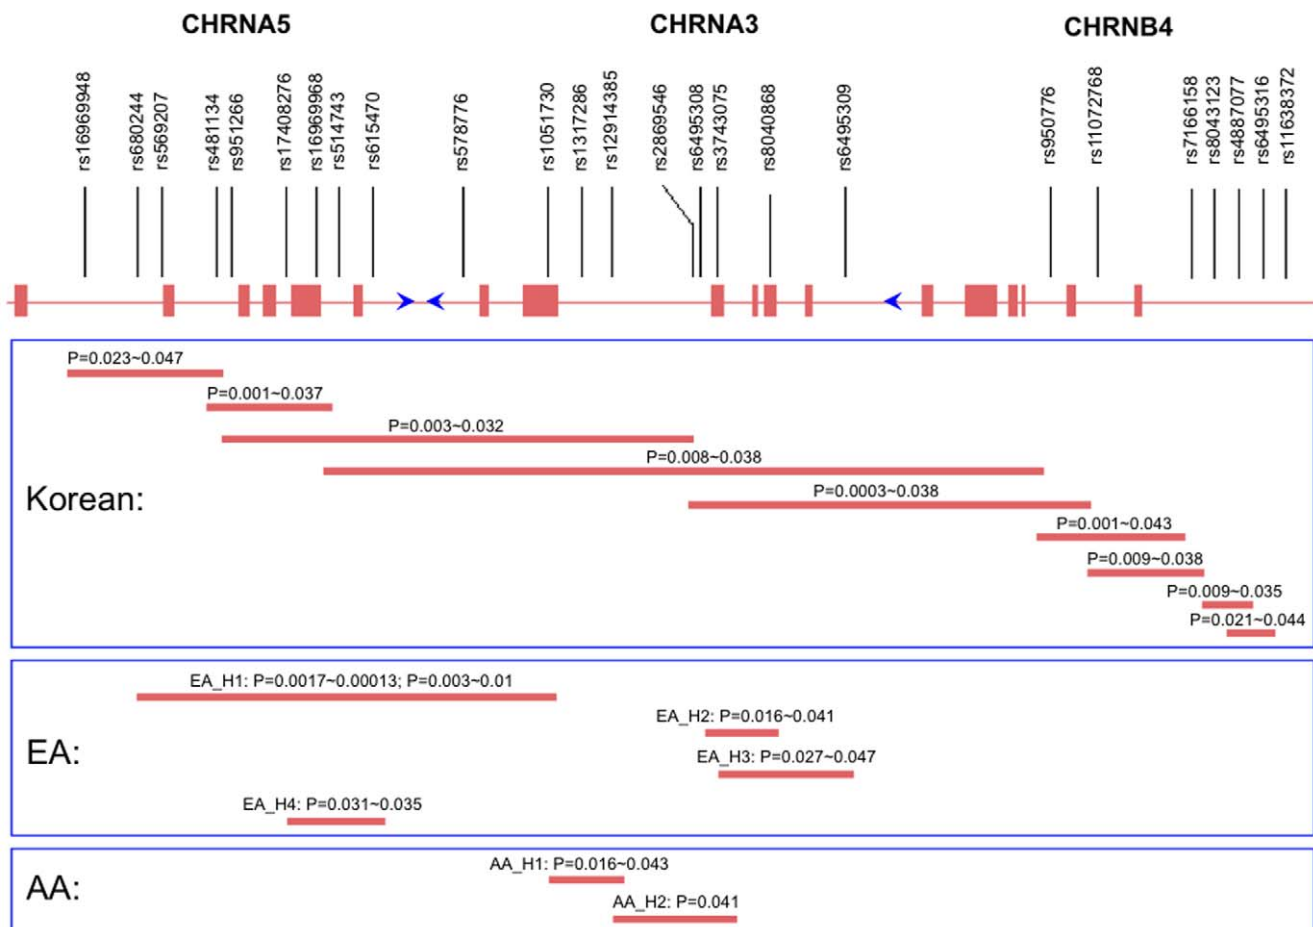 CHRNA5 CHRNA3 CHRNB4
rs16969948
rs680244
rs569207
rs481134
rs951266
rs17408276
rs16969968
rs514743
rs615470
rs578776
rs1051730
rs1317286
rs12914385
rs2869546
rs6495308
rs3743075
rs8040868
rs6495309
rs950776
rs11072768
rs7166158
rs8043123
rs4887077
rs6495316
rs11638372
P=0.023~0.047
P=0.001~0.037
P=0.003~0.032
P=0.008~0.038
Korean:
P=0.0003~0.038
P=0.001~0.043
P=0.009~0.038
P=0.009~0.035
P=0.021~0.044
EA_H1: P=0.0017~0.00013; P=0.003~0.01
EA_H2: P=0.016~0.041
EA:
EA_H3: P=0.027~0.047
EA_H4: P=0.031~0.035
AA_H1: P=0.016~0.043
AA:
AA_H2: P=0.041